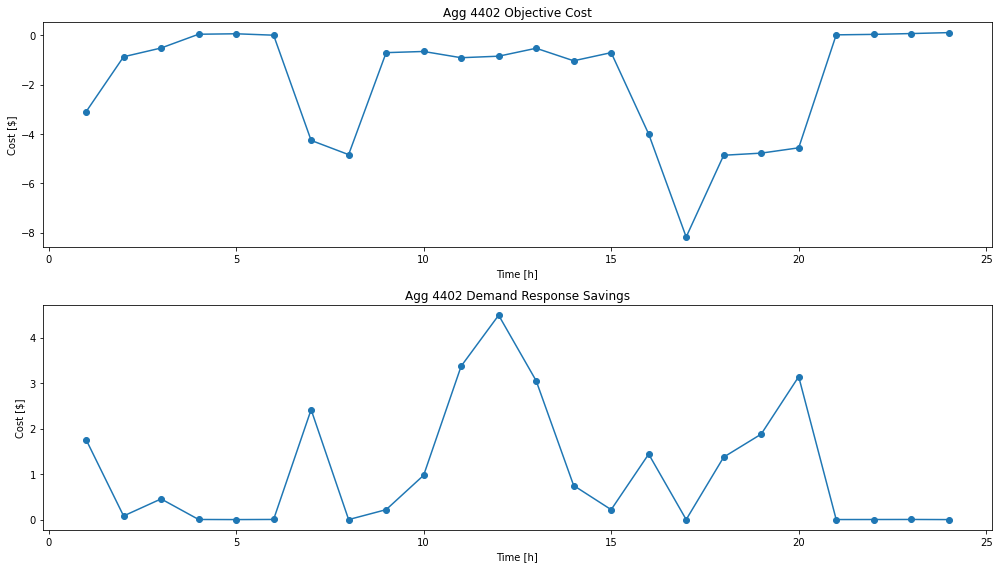 Agg 4402 Objective Cost
Cost [$]
0
−2
−4
−6
−8
0 5 10 15 20 25
Time [h]
Agg 4402 Demand Response Savings
Cost [$]
4
3
2
1
0
0 5 10 15 20 25
Time [h]